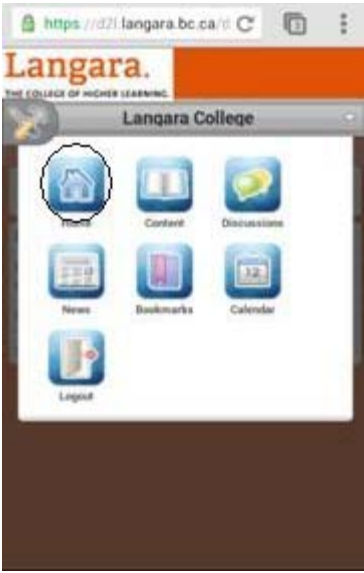 https://d2l.langara.bc.ca/d
Langara.
THE COLLEGE OF HIGHER LEARNING.
Langara College
Home
Content
Discussions
News
Bookmarks
12
Calendar
Logout